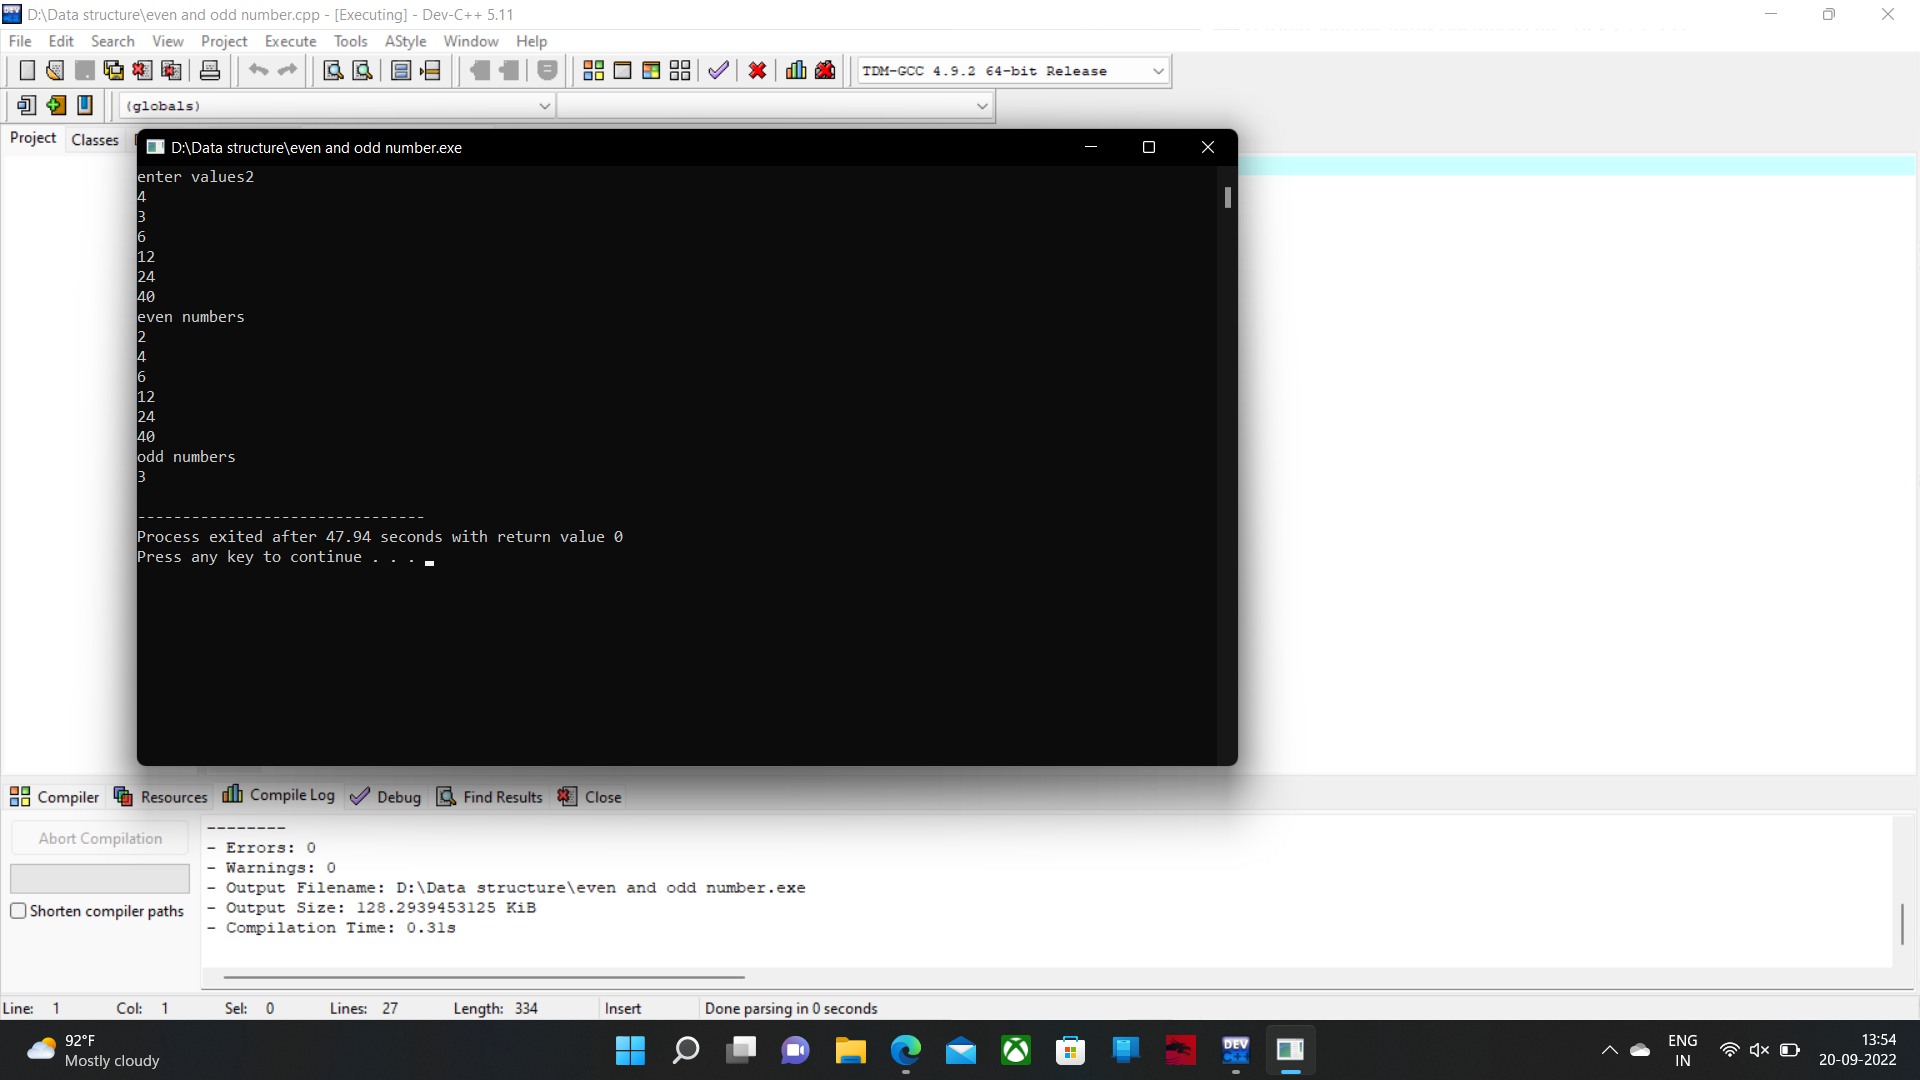 D:\Data structure\even and odd number.cpp - [Executing] - Dev-C++ 5.11
File Edit Search View Project Execute Tools AStyle Window Help
TDM-GCC 4.9.2 64-bit Release
(globals)
Project Classes
D:\Data structure\even and odd number.exe
enter values2
4
3
6
12
24
40
even numbers
2
4
6
12
24
40
odd numbers
3
--------------------------------
Process exited after 47.94 seconds with return value 0
Press any key to continue . . .
Compiler Resources Compile Log Debug Find Results Close
Abort Compilation
Shorten compiler paths
--------
- Errors: 0
- Warnings: 0
- Output Filename: D:\Data structure\even and odd number.exe
- Output Size: 128.2939453125 KiB
- Compilation Time: 0.31s
Line: 1 Col: 1 Sel: 0 Lines: 27 Length: 334 Insert Done parsing in 0 seconds
92°F
Mostly cloudy
DEV
C++
ENG
IN
13:54
20-09-2022